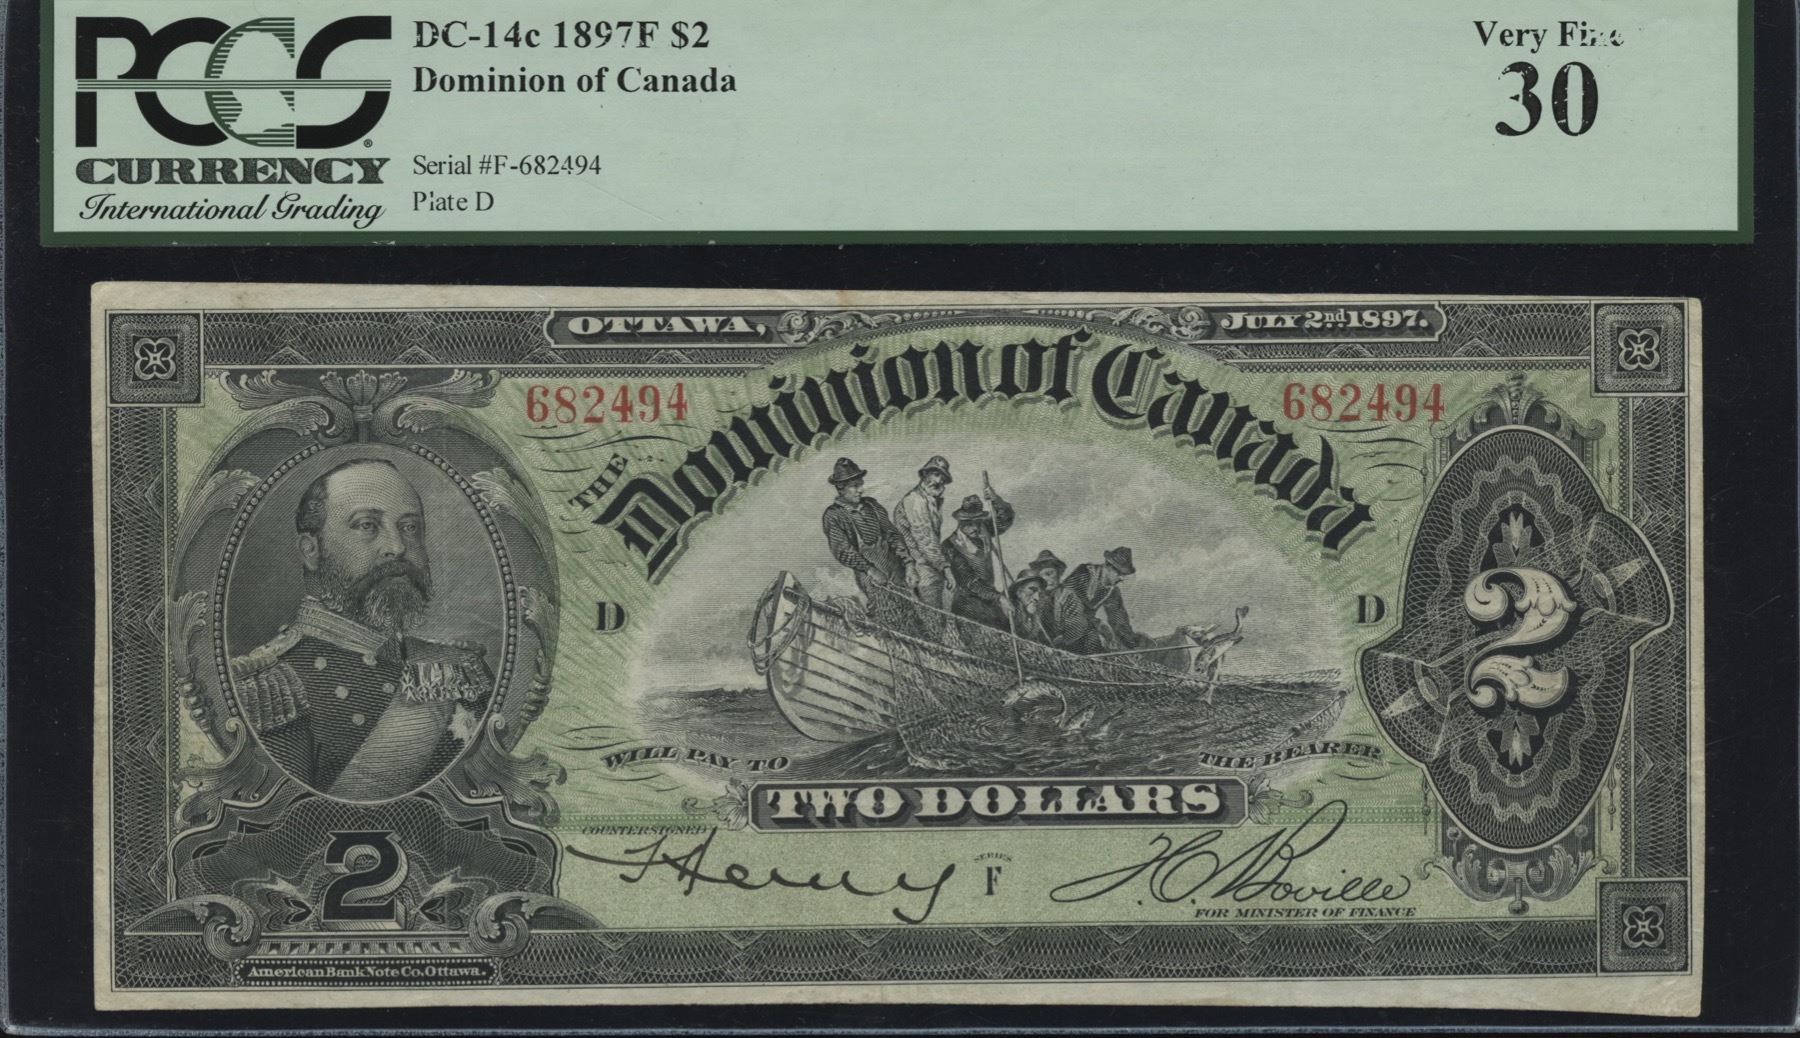 PCGS
CURRENCY
International Grading
DC-14c 1897F $2
Dominion of Canada
Serial #F-682494
Plate D
Very Fine
30
OTTAWA, JULY 2nd 1897.
682494 682494
THE Dominion of Canada
D D
2
WILL PAY TO THE BEARER
TWO DOLLARS
COUNTERSIGNED
SERIES
F
J.C. Boville
FOR MINISTER OF FINANCE
2
American Bank Note Co, Ottawa.